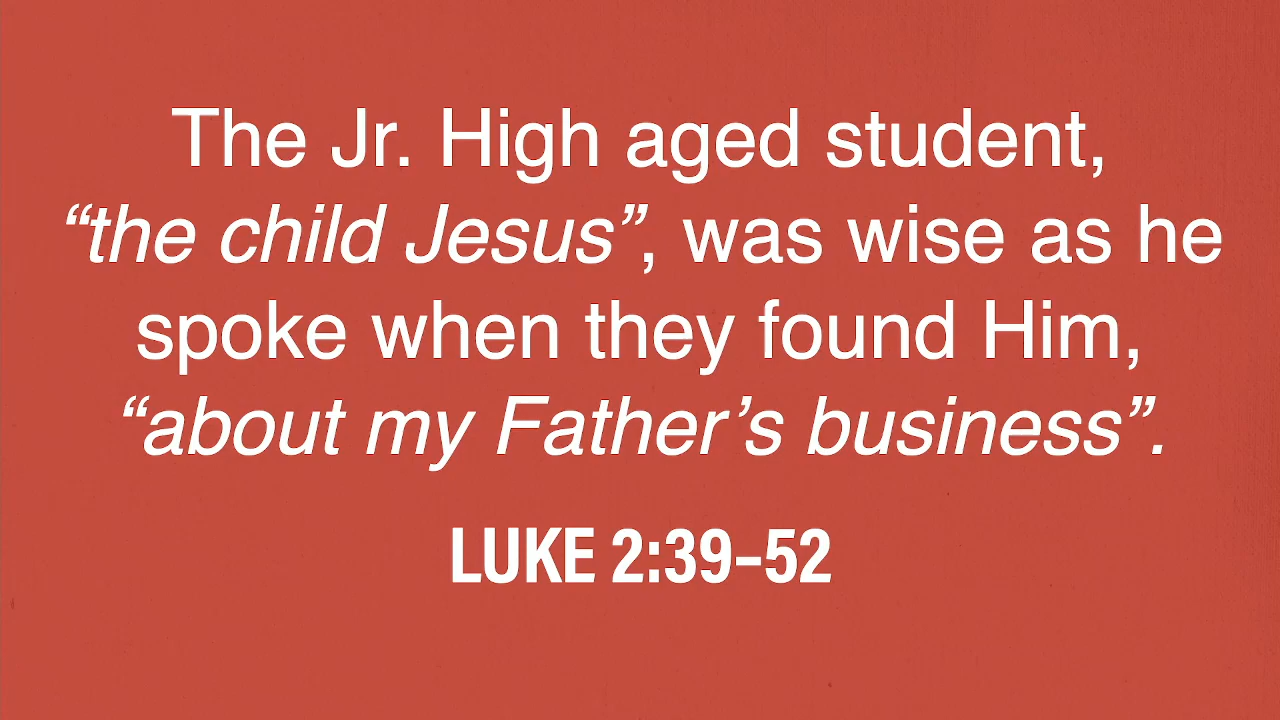 The Jr. High aged student,
“the child Jesus”, was wise as he
spoke when they found Him,
“about my Father’s business”.
LUKE 2:39–52